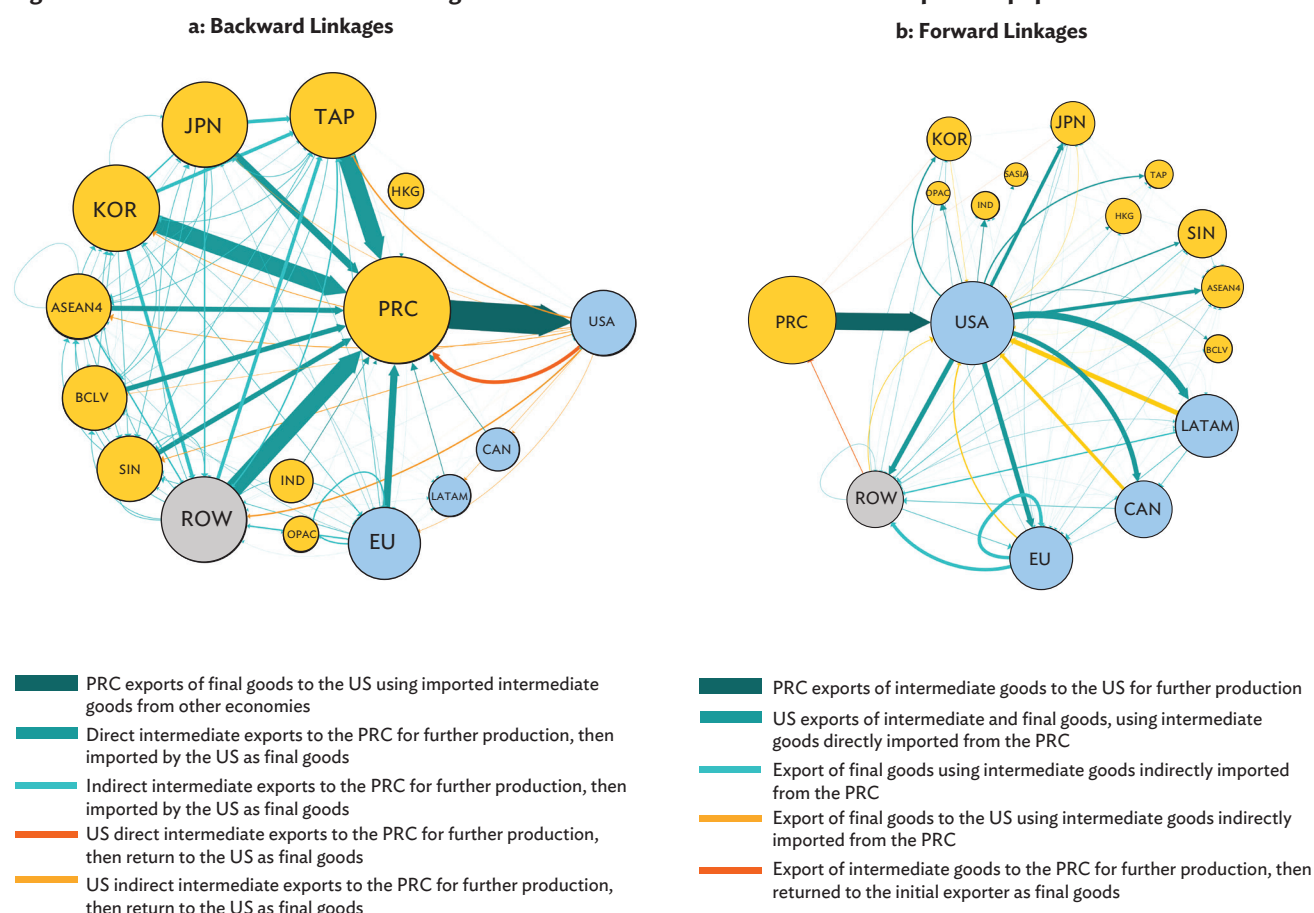 a: Backward Linkages
b: Forward Linkages
JPN
TAP
KOR
HKG
ASEAN4
PRC
USA
BCLV
SIN
CAN
IND
LATAM
ROW
OPAC
EU
KOR
JPN
SASIA
TAP
OPAC
IND
HKG
SIN
ASEAN4
PRC
USA
BCLV
LATAM
ROW
CAN
EU
PRC exports of final goods to the US using imported intermediate
goods from other economies
Direct intermediate exports to the PRC for further production, then
imported by the US as final goods
Indirect intermediate exports to the PRC for further production, then
imported by the US as final goods
US direct intermediate exports to the PRC for further production,
then return to the US as final goods
US indirect intermediate exports to the PRC for further production,
then return to the US as final goods
PRC exports of intermediate goods to the US for further production
US exports of intermediate and final goods, using intermediate
goods directly imported from the PRC
Export of final goods using intermediate goods indirectly imported
from the PRC
Export of final goods to the US using intermediate goods indirectly
imported from the PRC
Export of intermediate goods to the PRC for further production, then
returned to the initial exporter as final goods